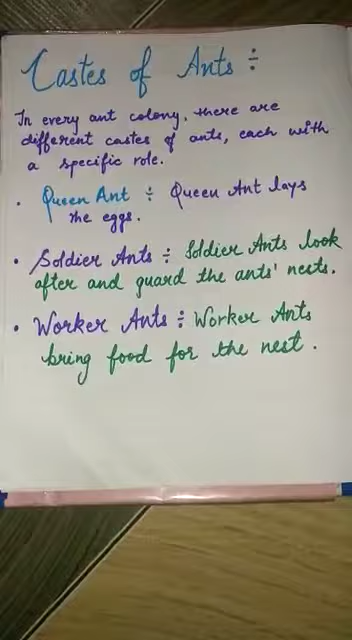 Castes of Ants ÷
In every ant colony, there are
different castes of ants, each with
a specific role.
• Queen Ant ÷ Queen Ant lays
the eggs.
• Soldier Ants ÷ Soldier Ants look
after and guard the ants' nests.
• Worker Ants ÷ Worker Ants
bring food for the nest.